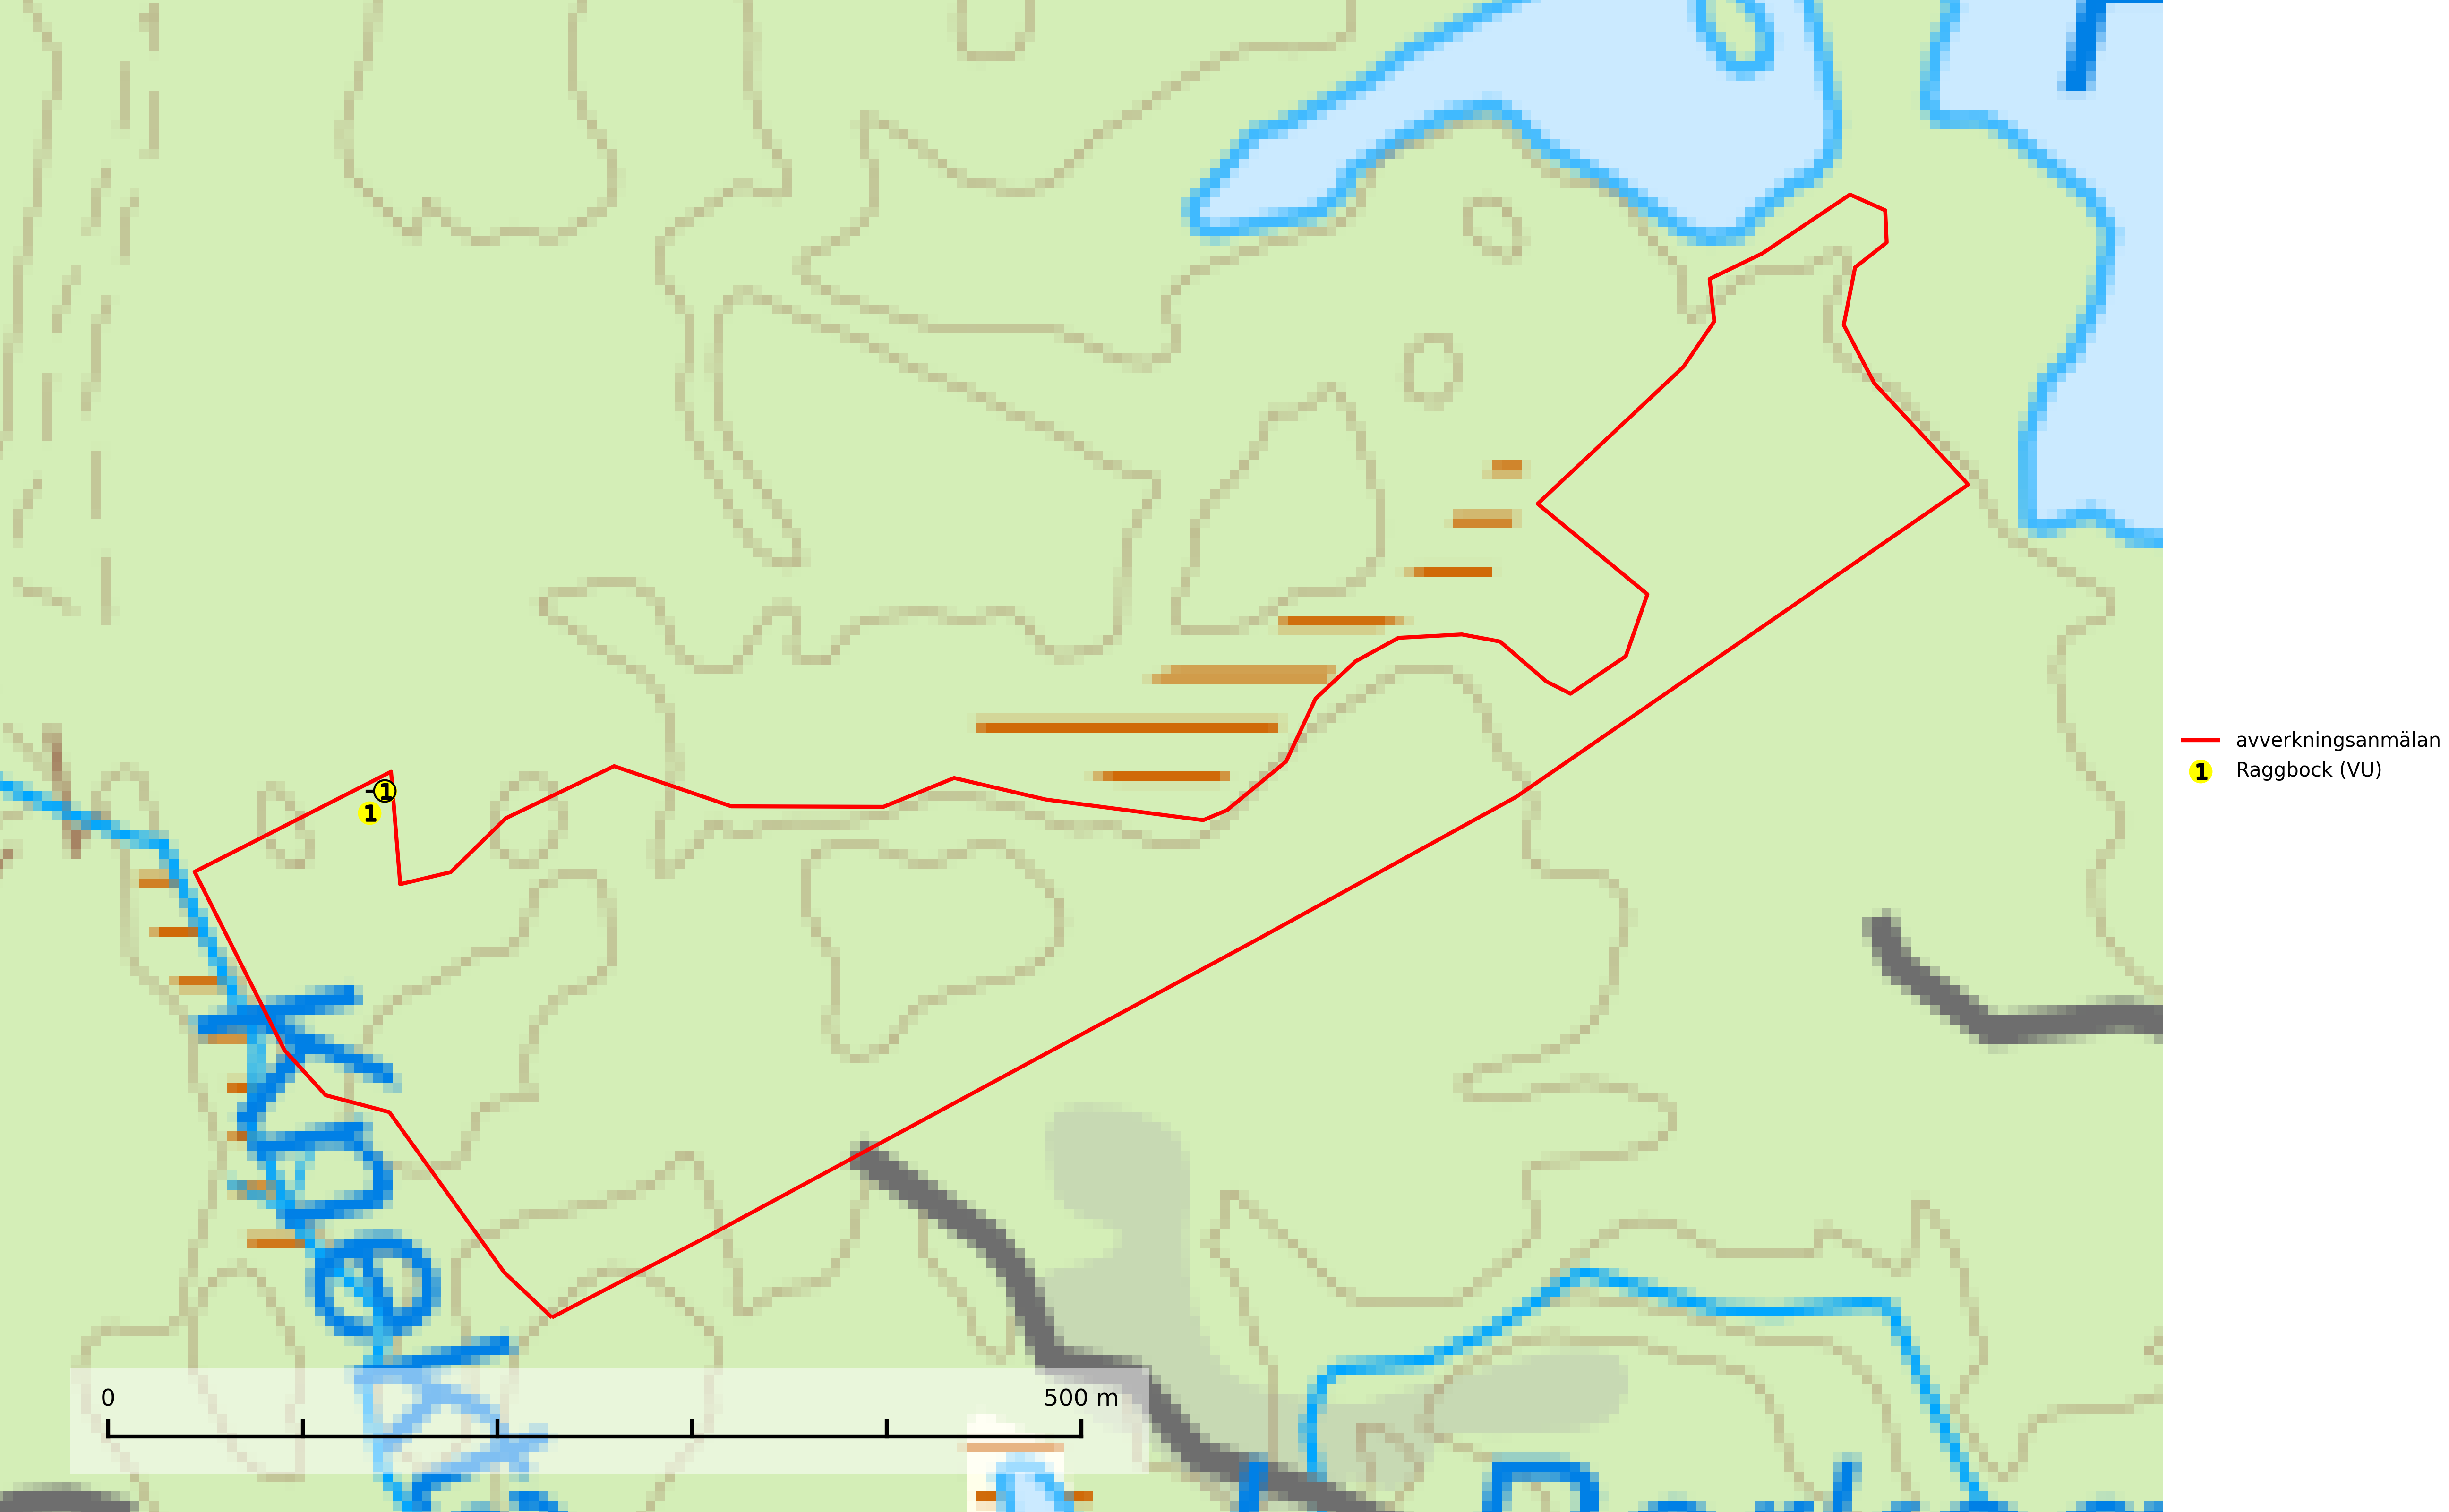 avverkningsanmälan
1 Raggbock (VU)
-1
1
0 500 m